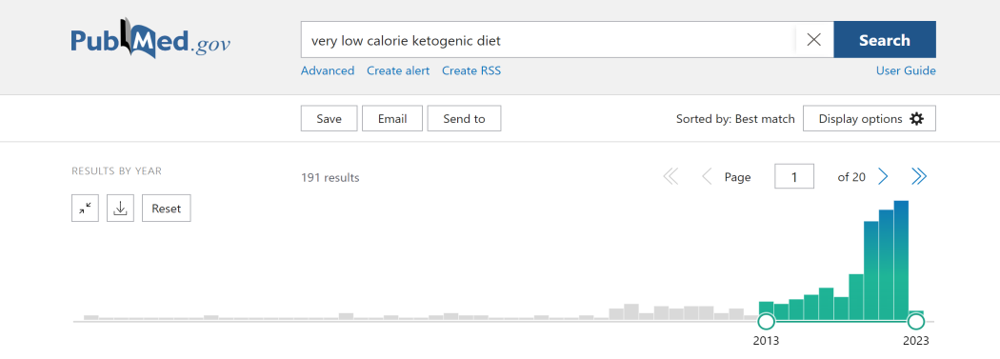 PubMed.gov
very low calorie ketogenic diet
Search
Advanced Create alert Create RSS
User Guide
Save Email Send to
Sorted by: Best match Display options
RESULTS BY YEAR
191 results
Page 1 of 20
Reset
2013 2023